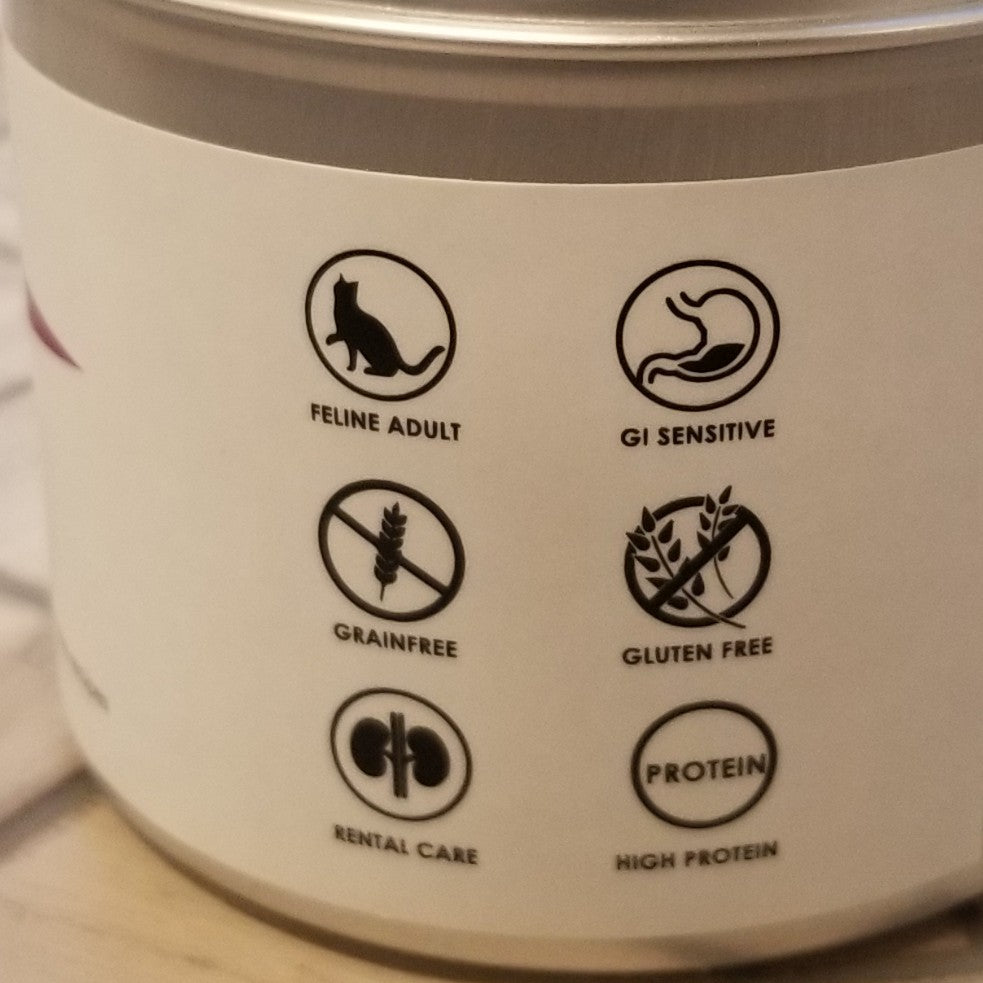 FELINE ADULT
GI SENSITIVE
GRAINFREE
GLUTEN FREE
RENTAL CARE
PROTEIN
HIGH PROTEIN